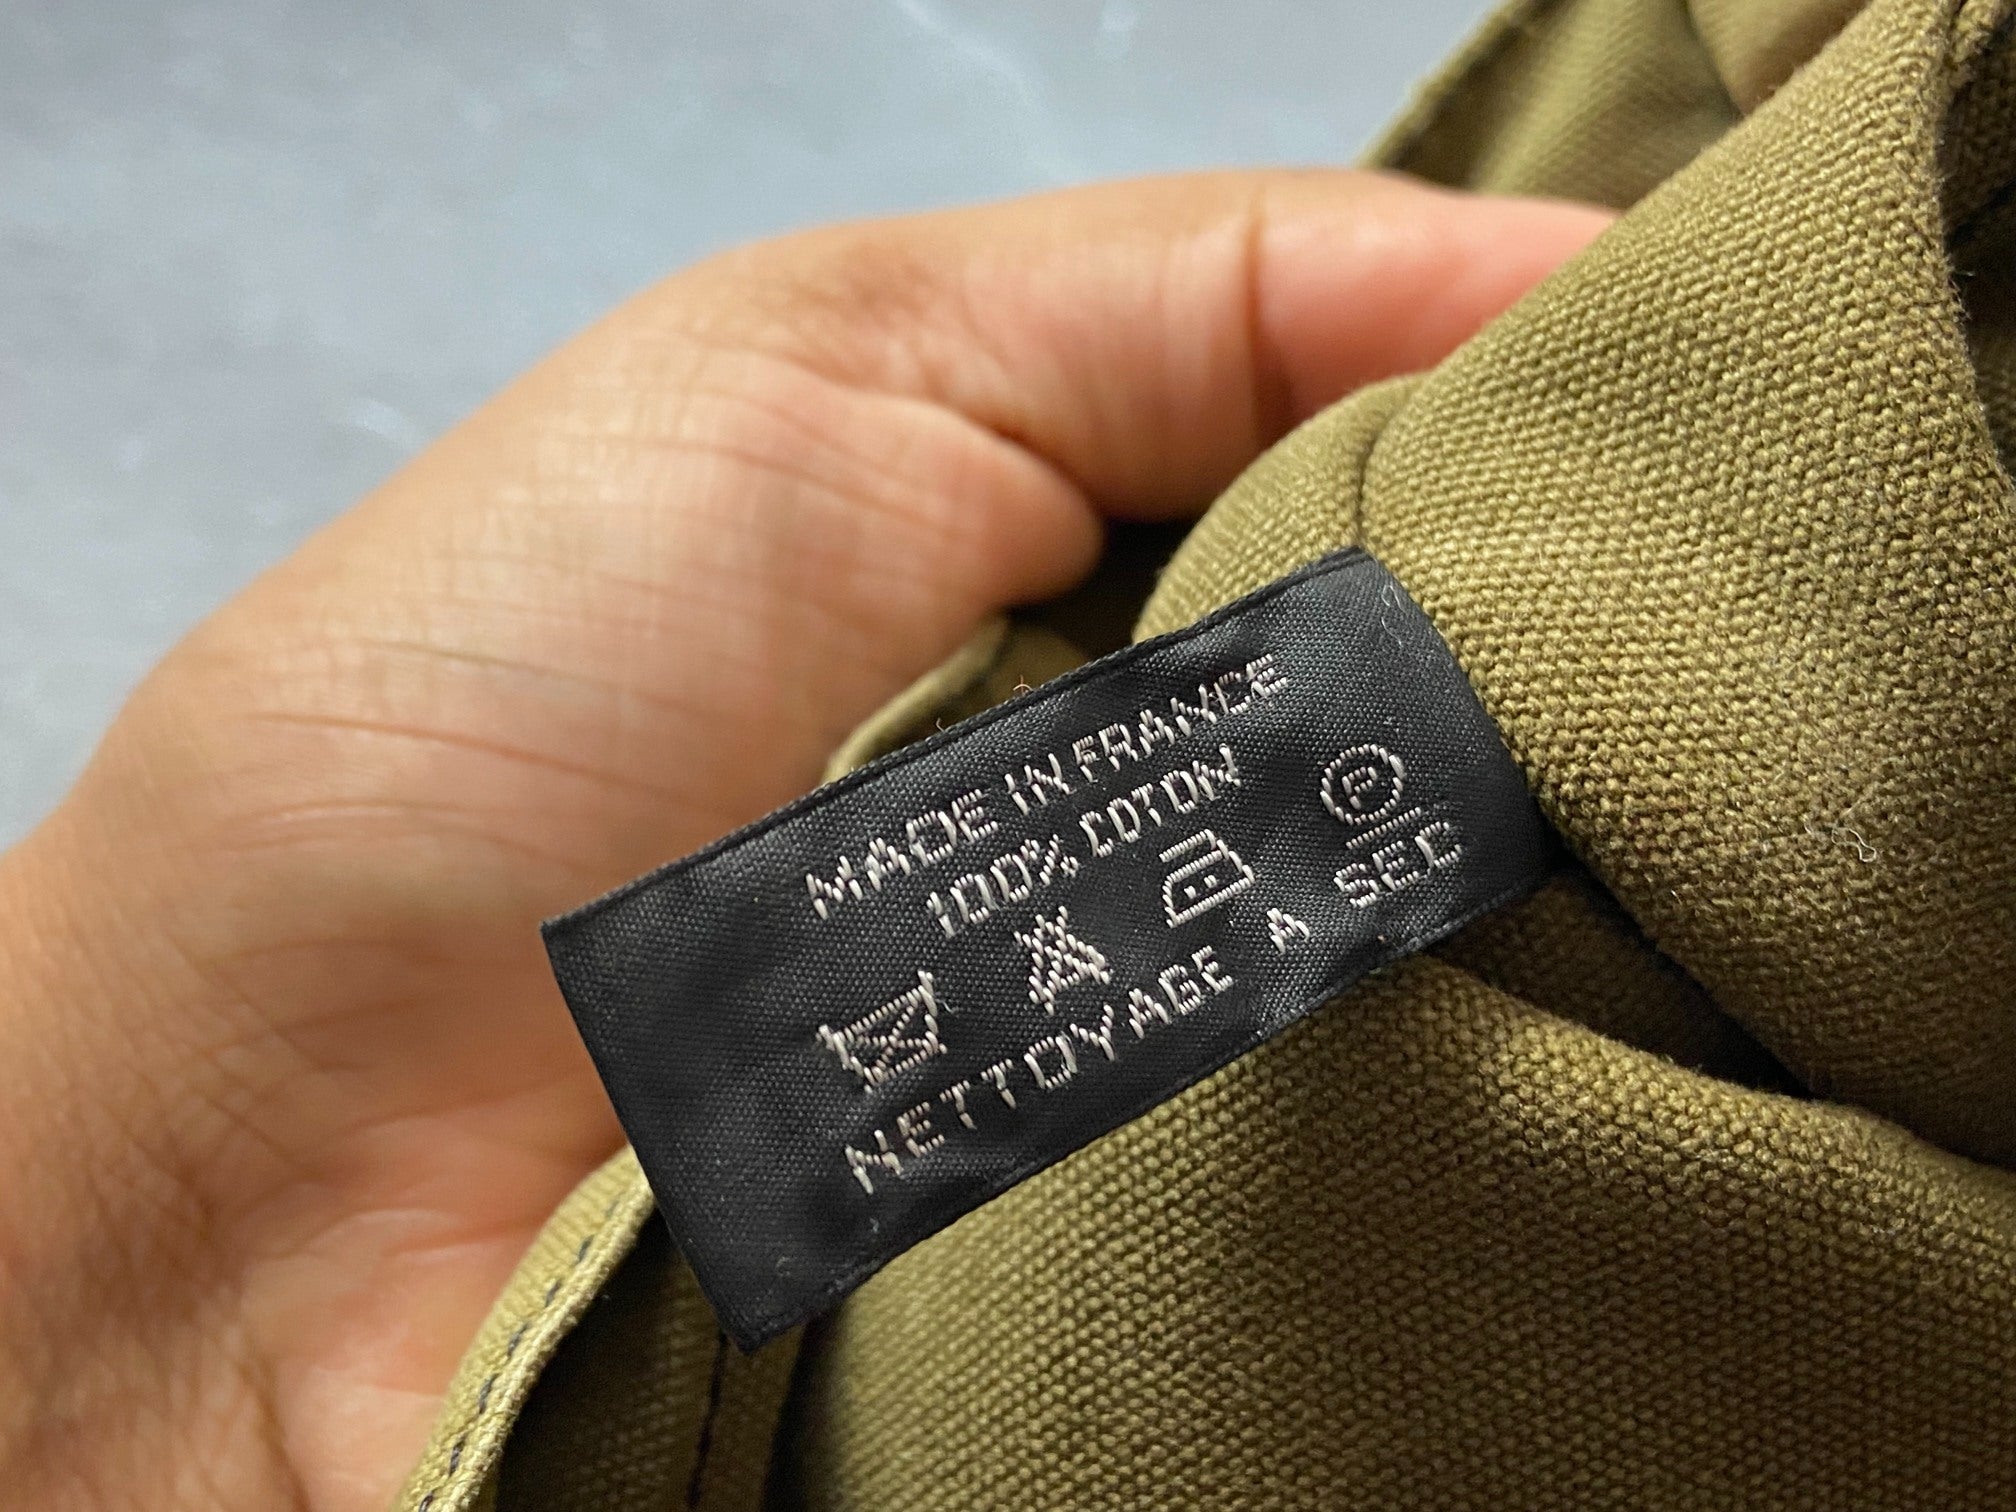 MADE IN FRANCE
100% COTON
P
NETTOYAGE A SEC